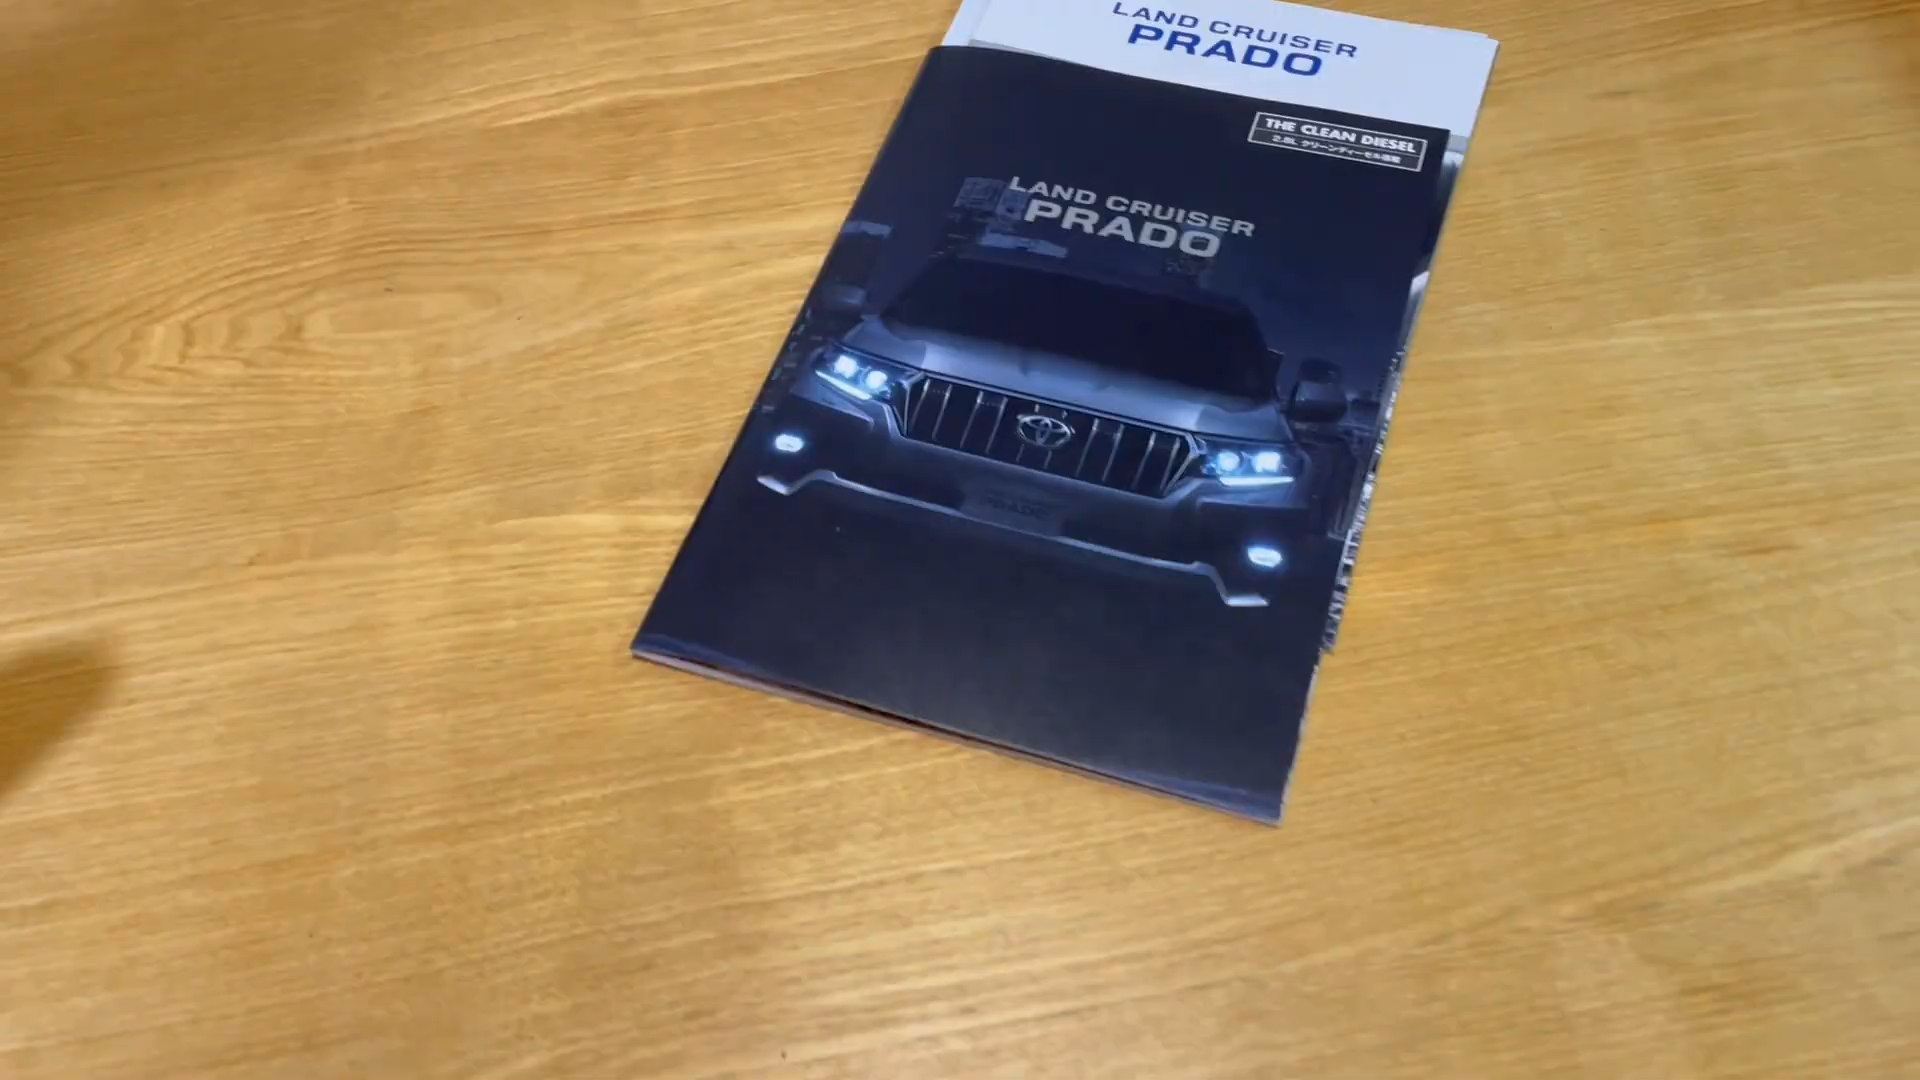 LAND CRUISER
PRADO
THE CLEAN DIESEL
2.8L クリーンディーゼル搭載
LAND CRUISER
PRADO
PRADO